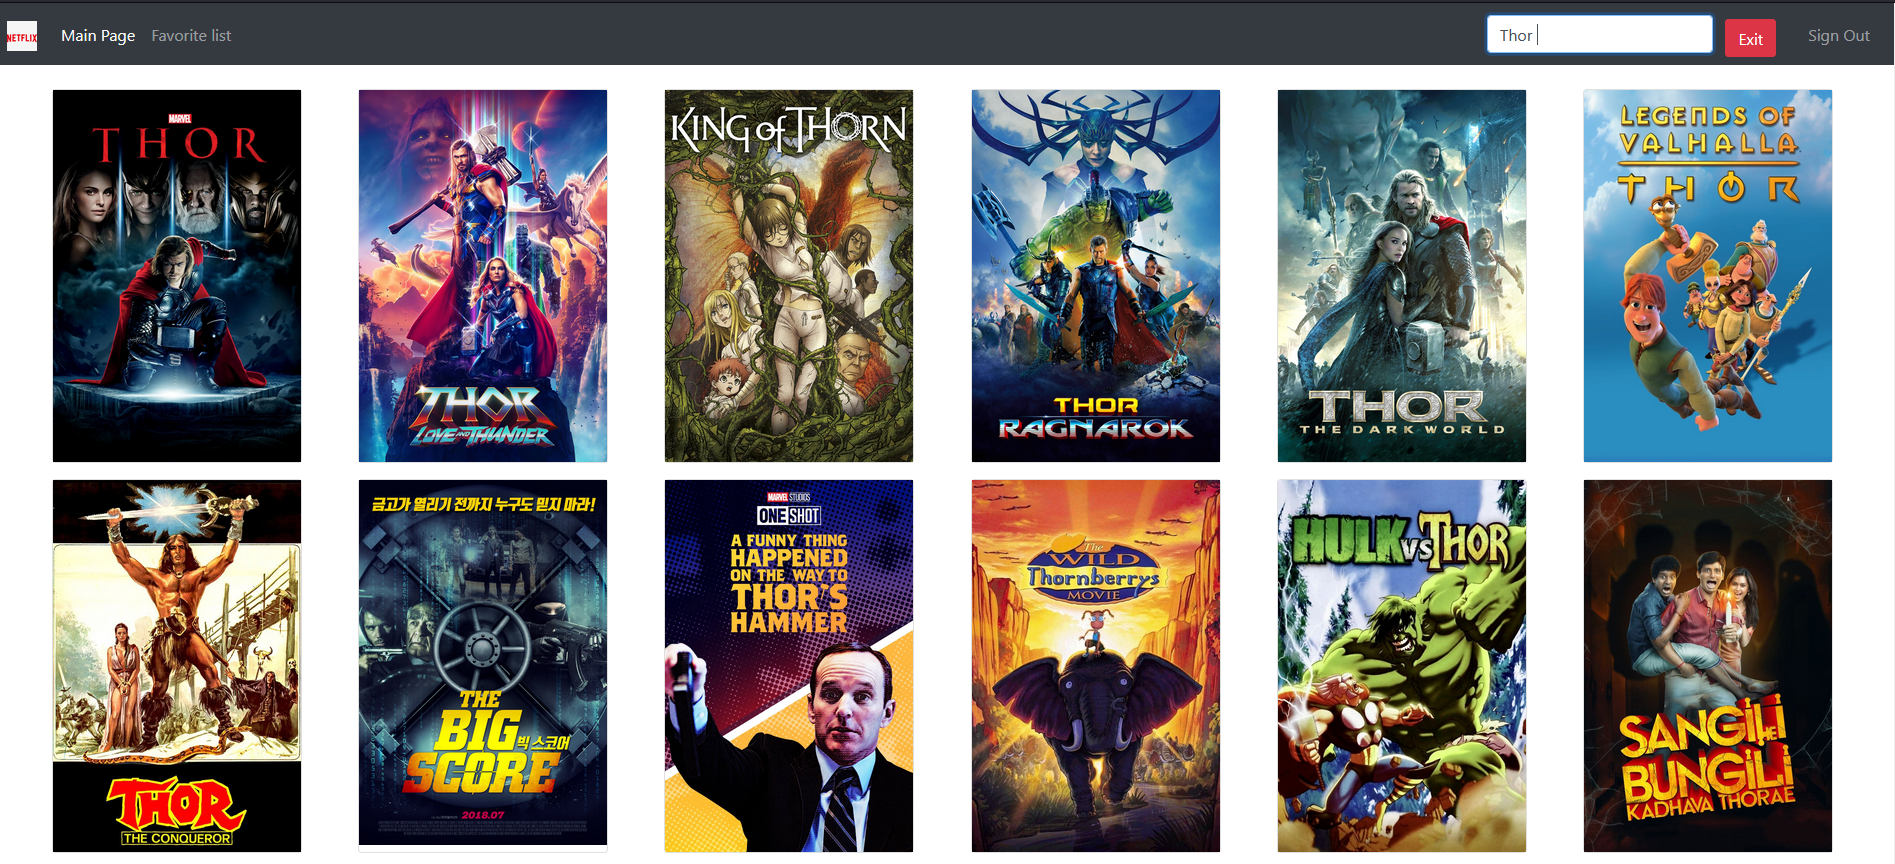 NETFLIX
Main Page
Favorite list
Thor
Exit
Sign Out
MARVEL
THOR
THOR
LOVE AND THUNDER
KING of THORN
THOR
RAGNAROK
THOR
THE DARK WORLD
LEGENDS OF
VALHALLA
THOR
THOR
THE CONQUEROR
금고가 열리기 전까지 누구도 믿지 마라!
THE
BIG
빅 스코어
SCORE
2018.07
MARVEL STUDIOS
ONE SHOT
A FUNNY THING
HAPPENED
ON THE WAY TO
THOR'S
HAMMER
The
WILD
Thornberrys
MOVIE
HULK VS THOR
SANGILI
BUNGILI
KADHAVA THORAE